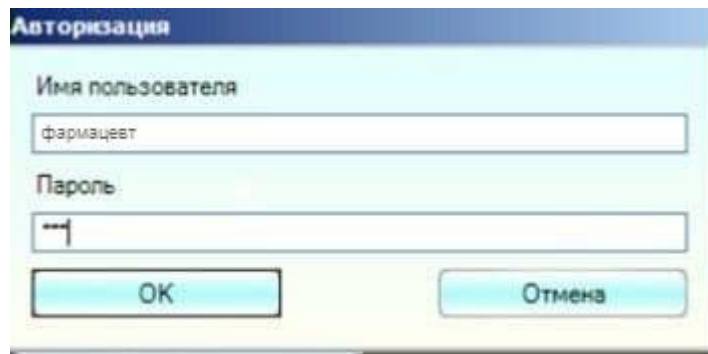 Авторизация
Имя пользователя
фармацевт
Пароль
***
OK
Отмена